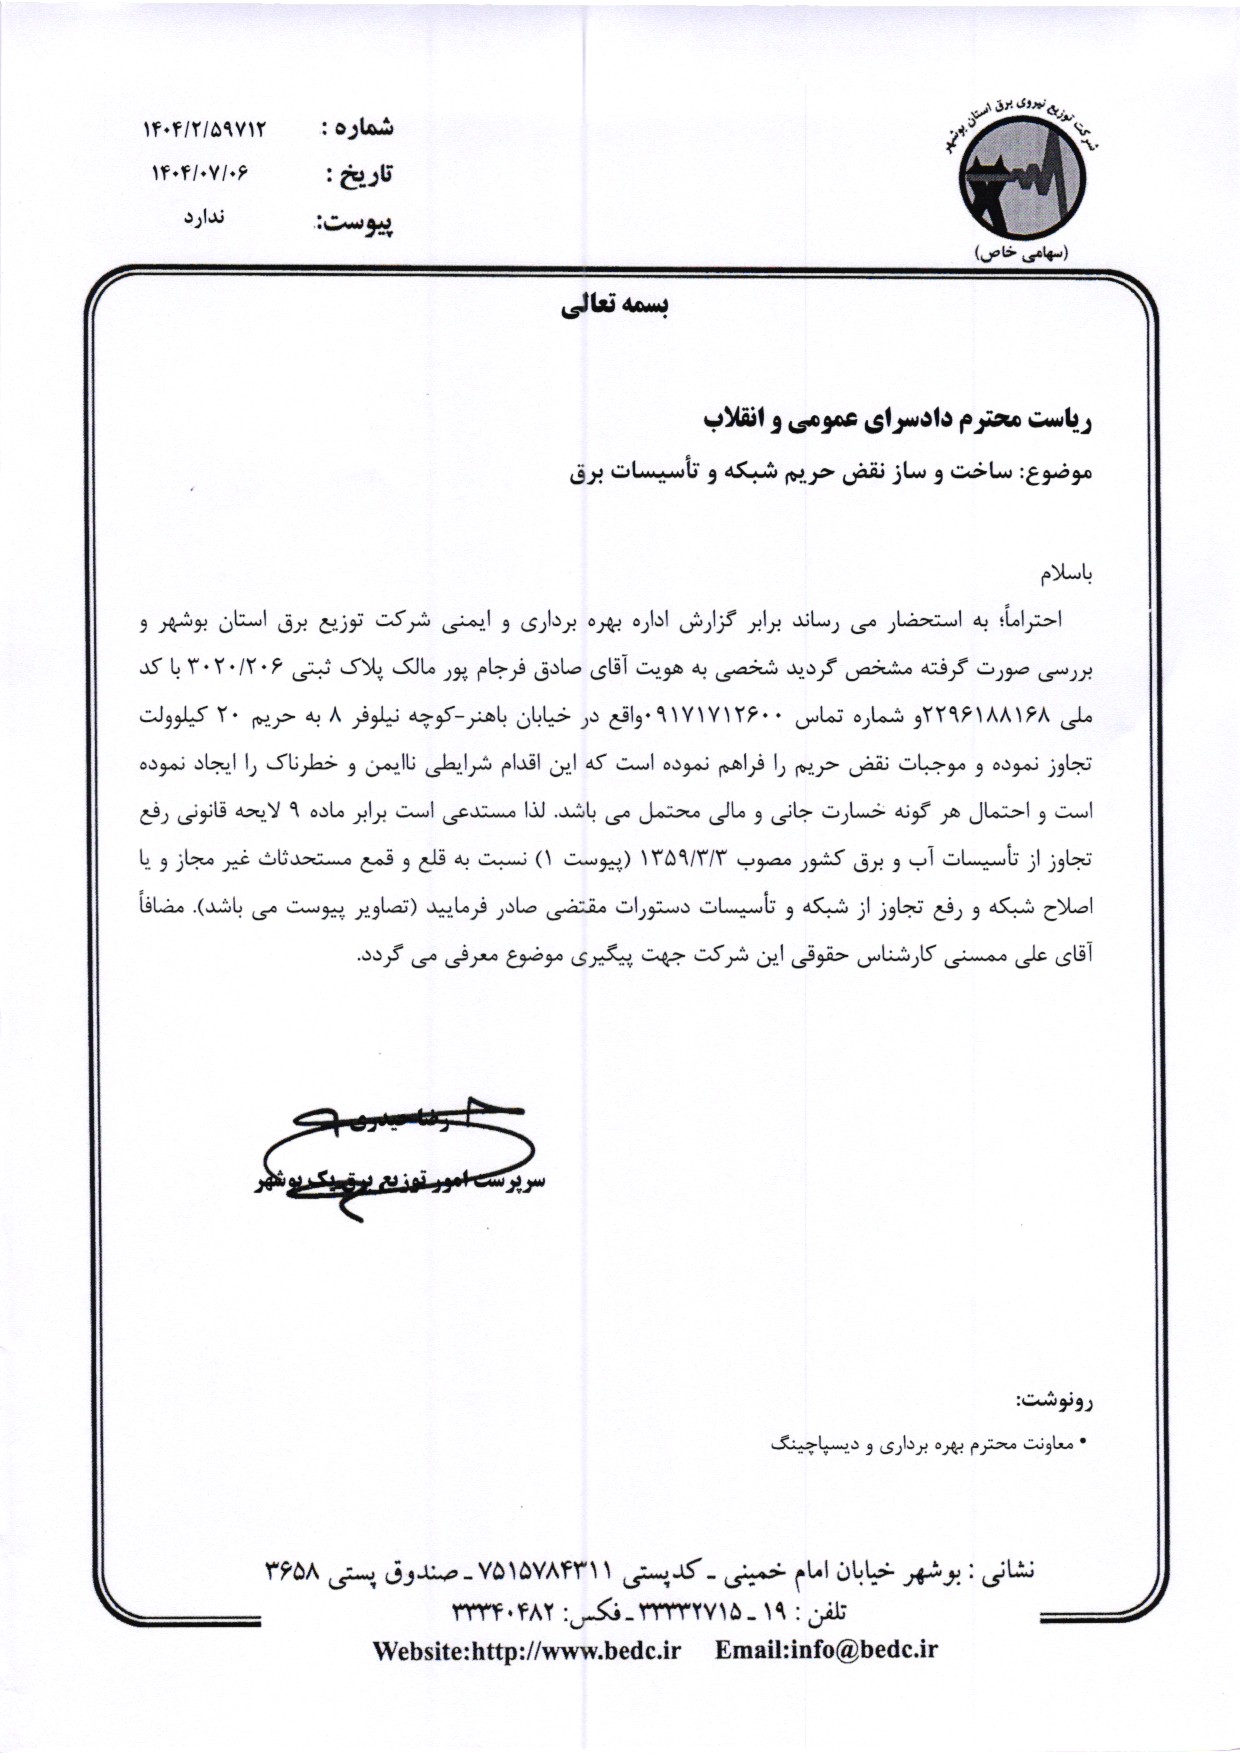 شرکت توزیع نیروی برق استان بوشهر
(سهامی خاص)
شماره : ۱۴۰۴/۲/۵۹۷۱۲
تاریخ : ۱۴۰۴/۰۷/۰۶
پیوست: ندارد
بسمه تعالی
ریاست محترم دادسرای عمومی و انقلاب
موضوع: ساخت و ساز نقض حریم شبکه و تأسیسات برق
باسلام
احتراماً؛ به استحضار می رساند برابر گزارش اداره بهره برداری و ایمنی شرکت توزیع برق استان بوشهر و
بررسی صورت گرفته مشخص گردید شخصی به هویت آقای صادق فرجام پور مالک پلاک ثبتی ۳۰۲۰/۲۰۶ با کد
ملی ۲۲۹۶۱۸۸۱۶۸و شماره تماس ۰۹۱۷۱۷۱۲۶۰۰واقع در خیابان باهنر-کوچه نیلوفر ۸ به حریم ۲۰ کیلوولت
تجاوز نموده و موجبات نقض حریم را فراهم نموده است که این اقدام شرایطی ناایمن و خطرناک را ایجاد نموده
است و احتمال هر گونه خسارت جانی و مالی محتمل می باشد. لذا مستدعی است برابر ماده ۹ لایحه قانونی رفع
تجاوز از تأسیسات آب و برق کشور مصوب ۱۳۵۹/۳/۳ (پیوست ۱) نسبت به قلع و قمع مستحدثاث غیر مجاز و یا
اصلاح شبکه و رفع تجاوز از شبکه و تأسیسات دستورات مقتضی صادر فرمایید (تصاویر پیوست می باشد). مضافاً
آقای علی ممسنی کارشناس حقوقی این شرکت جهت پیگیری موضوع معرفی می گردد.
رضا حیدری
سرپرست امور توزیع برق یک بوشهر
رونوشت:
• معاونت محترم بهره برداری و دیسپاچینگ
نشانی : بوشهر خیابان امام خمینی ـ کدپستی ۷۵۱۵۷۸۴۳۱۱ ـ صندوق پستی ۳۶۵۸
تلفن : ۱۹ ـ ۳۳۳۳۲۷۱۵ ـ فکس: ۳۳۳۴۰۴۸۲
Website:http://www.bedc.ir Email:info@bedc.ir